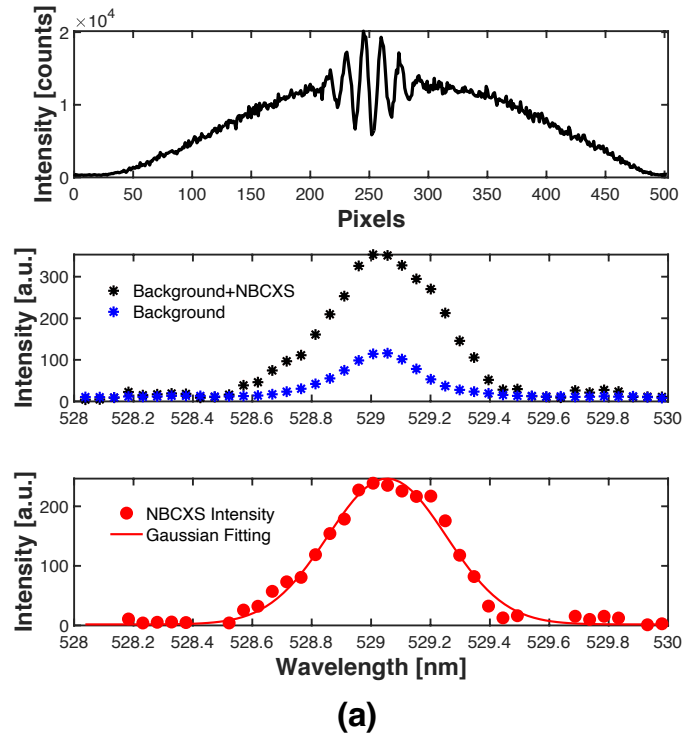 ×10⁴
Intensity [counts]
2
1
0
0 50 100 150 200 250 300 350 400 450 500
Pixels
Intensity [a.u.]
300
200
100
0
Background+NBCXS
Background
528 528.2 528.4 528.6 528.8 529 529.2 529.4 529.6 529.8 530
Intensity [a.u.]
200
100
0
NBCXS Intensity
Gaussian Fitting
528 528.2 528.4 528.6 528.8 529 529.2 529.4 529.6 529.8 530
Wavelength [nm]
(a)